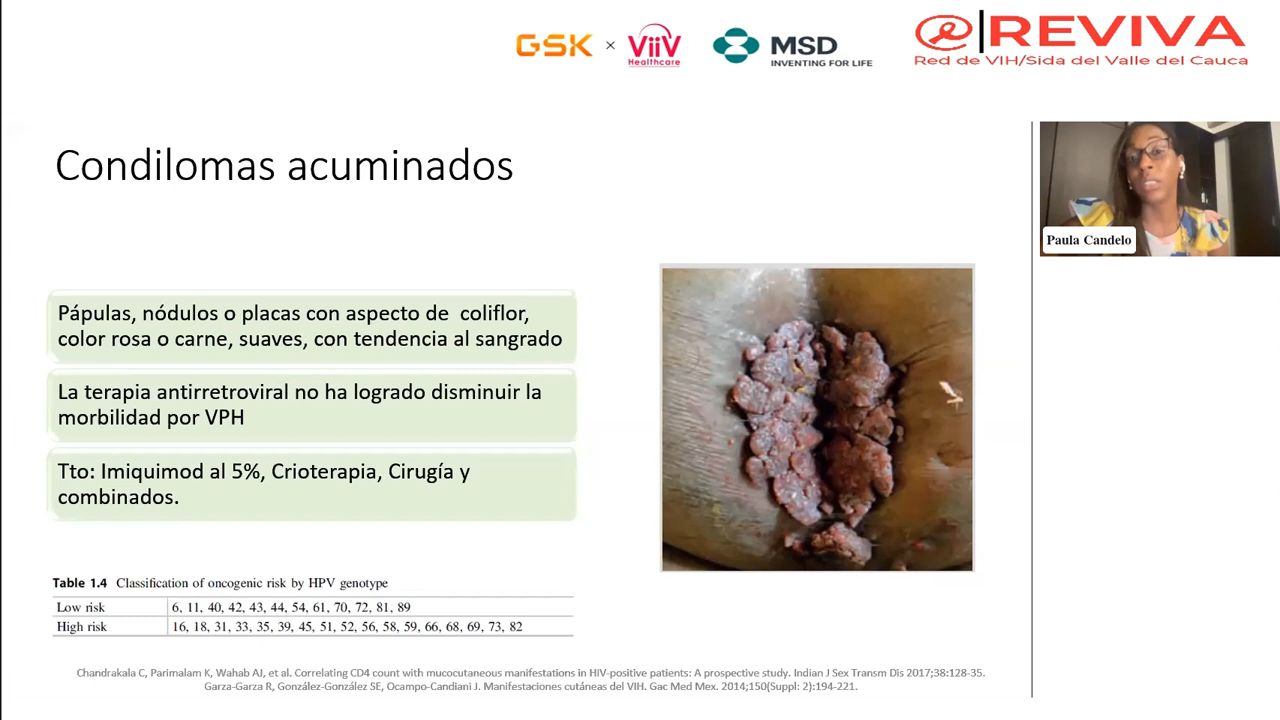 GSK × ViiV Healthcare MSD INVENTING FOR LIFE
REVIVA
Red de VIH/Sida del Valle del Cauca
Condilomas acuminados
Paula Candelo
Pápulas, nódulos o placas con aspecto de coliflor,
color rosa o carne, suaves, con tendencia al sangrado
La terapia antirretroviral no ha logrado disminuir la
morbilidad por VPH
Tto: Imiquimod al 5%, Crioterapia, Cirugía y
combinados.
Table 1.4 Classification of oncogenic risk by HPV genotype
Low risk 6, 11, 40, 42, 43, 44, 54, 61, 70, 72, 81, 89
High risk 16, 18, 31, 33, 35, 39, 45, 51, 52, 56, 58, 59, 66, 68, 69, 73, 82
Chandrakala C, Parimalam K, Wahab AJ, et al. Correlating CD4 count with mucocutaneous manifestations in HIV-positive patients: A prospective study. Indian J Sex Transm Dis 2017;38:128-35.
Garza-Garza R, González-González SE, Ocampo-Candiani J. Manifestaciones cutáneas del VIH. Gac Med Mex. 2014;150(Suppl: 2):194-221.